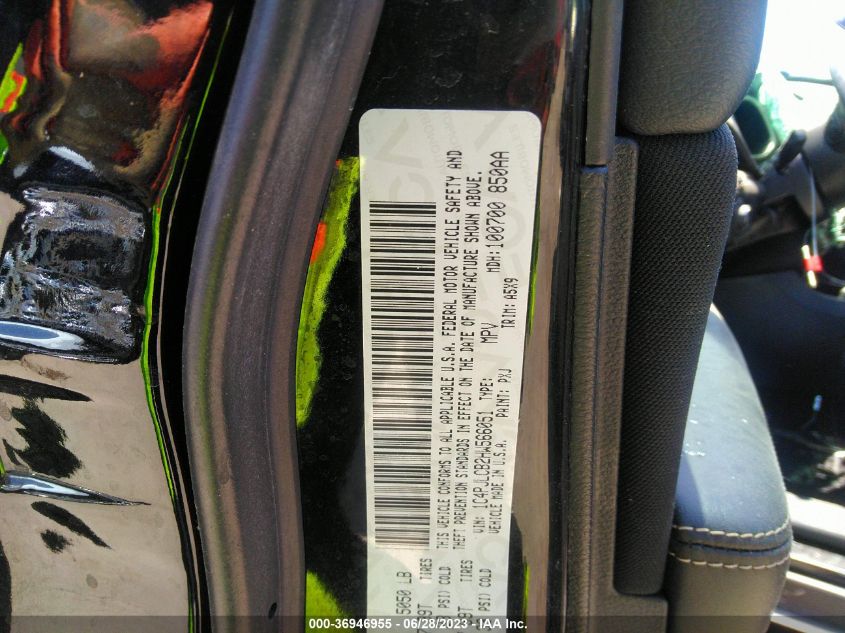 5050 LB
TIRES
PSI) COLD
THIS VEHICLE CONFORMS TO ALL APPLICABLE U.S.A. FEDERAL MOTOR VEHICLE SAFETY AND
THEFT PREVENTION STANDARDS IN EFFECT ON THE DATE OF MANUFACTURE SHOWN ABOVE.
TIRES
PSI) COLD
VIN: 1C4PJLCB2HW566051 TYPE: MPV MDH:100700 850AA
VEHICLE MADE IN U.S.A. PAINT: PXJ TRIM: A5X9
000-36946955 - 06/28/2023 - IAA Inc.